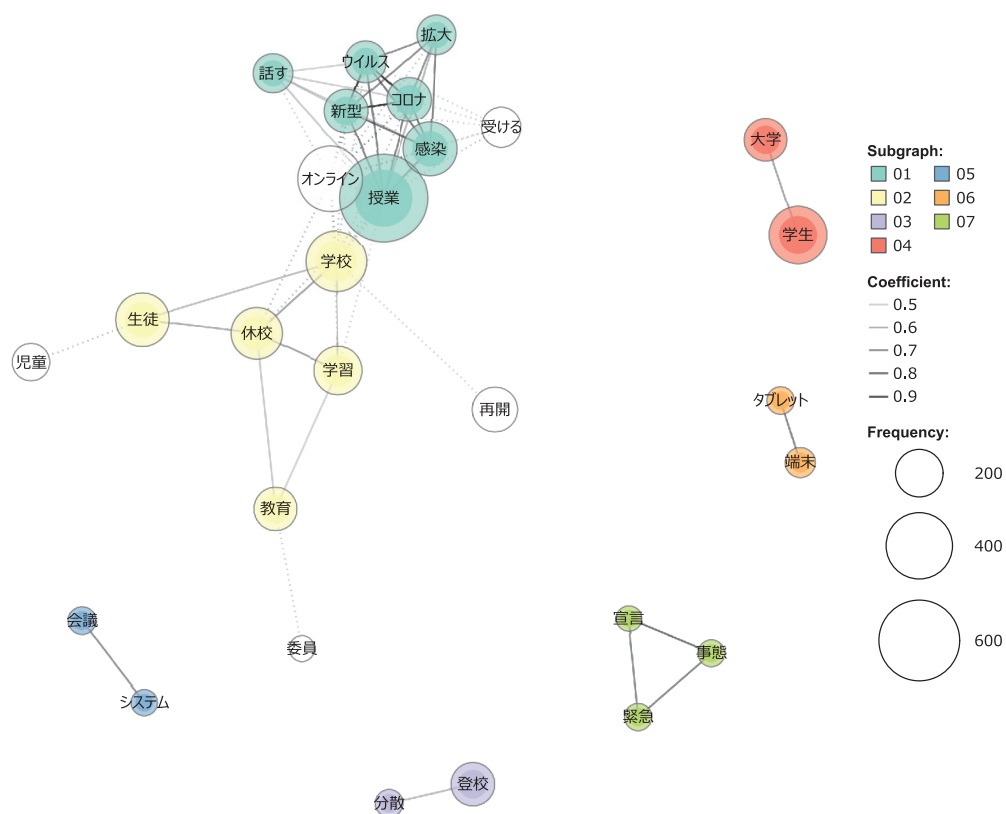 拡大
ウイルス
話す
コロナ
新型
受ける
感染
オンライン
授業
大学
学生
学校
生徒
休校
児童
学習
再開
タブレット
端末
教育
会議
宣言
委員
事態
システム
緊急
登校
分散
Subgraph:
01 05
02 06
03 07
04
Coefficient:
0.5
0.6
0.7
0.8
0.9
Frequency:
200
400
600